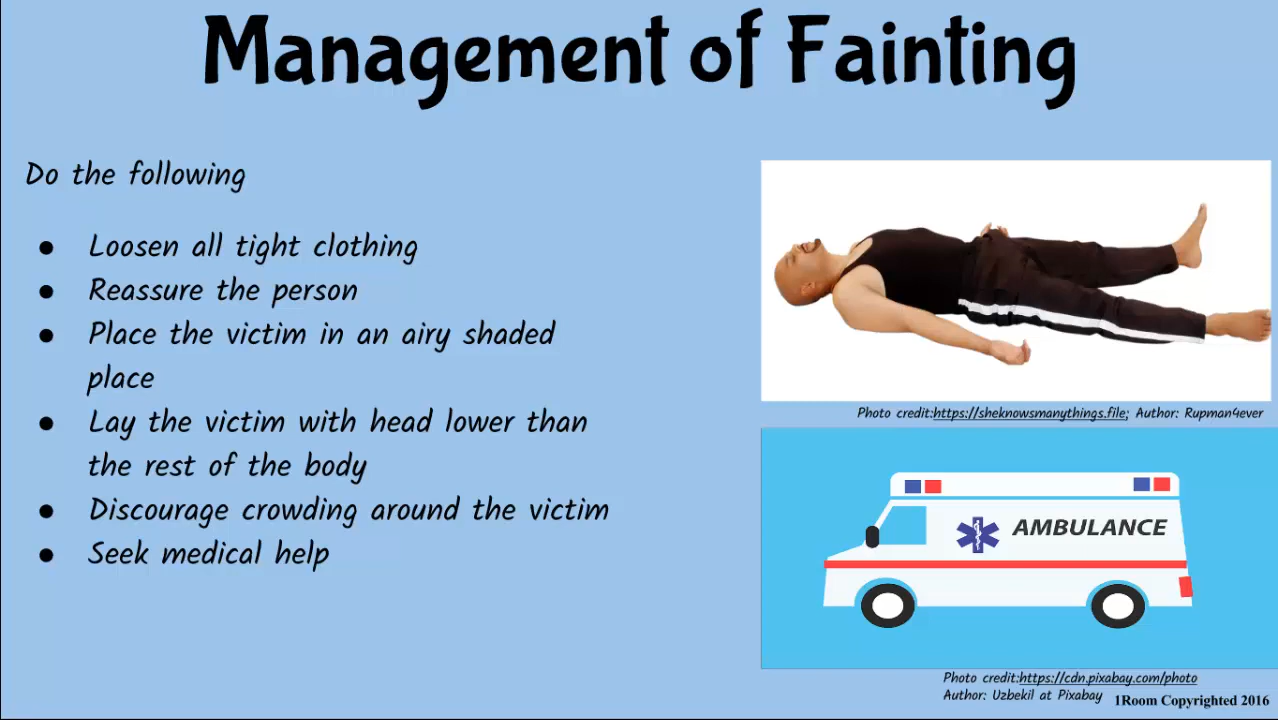 Management of Fainting
Do the following
● Loosen all tight clothing
● Reassure the person
● Place the victim in an airy shaded
place
● Lay the victim with head lower than
the rest of the body
● Discourage crowding around the victim
● Seek medical help
Photo credit:https://sheknowsmanythings.file; Author: Rupman4ever
AMBULANCE
Photo credit:https://cdn.pixabay.com/photo
Author: Uzbekil at Pixabay
1Room Copyrighted 2016